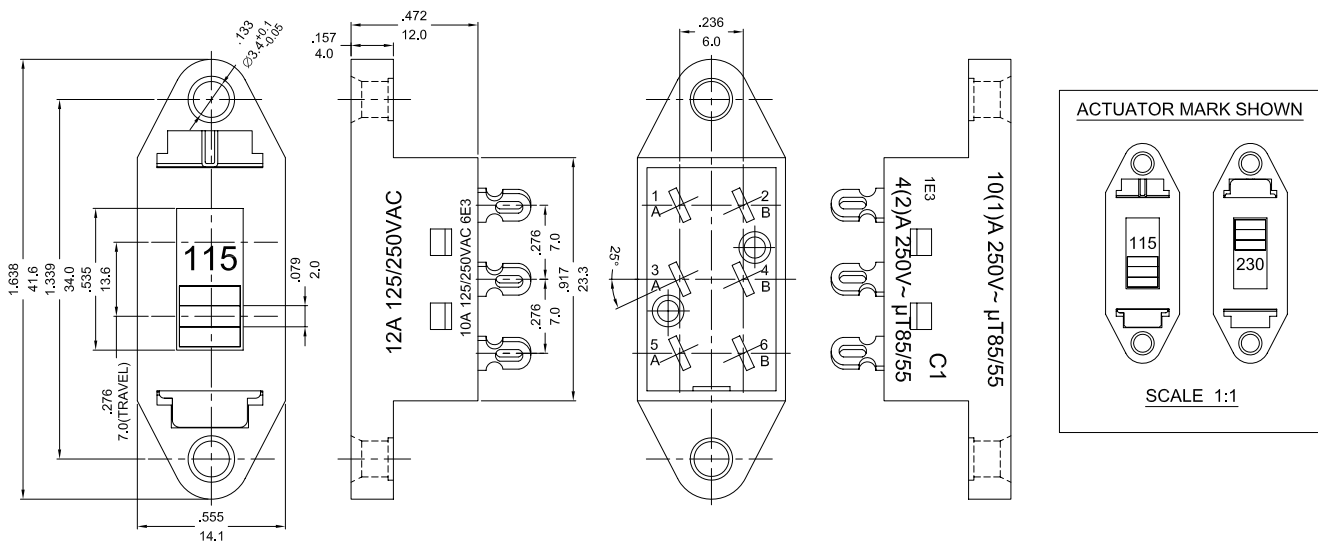 .133
Ø3.4+0.1
-0.05
1.638
41.6
1.339
34.0
.535
13.6
.276
7.0(TRAVEL)
115
.079
2.0
.555
14.1
.472
12.0
.157
4.0
12A 125/250VAC
10A 125/250VAC 6E3
.276
7.0
.276
7.0
.917
23.3
.236
6.0
25°
1
A
2
B
3
A
4
B
5
A
6
B
1E3
4(2)A 250V~ µT85/55
C1
10(1)A 250V~ µT85/55
ACTUATOR MARK SHOWN
115
230
SCALE 1:1